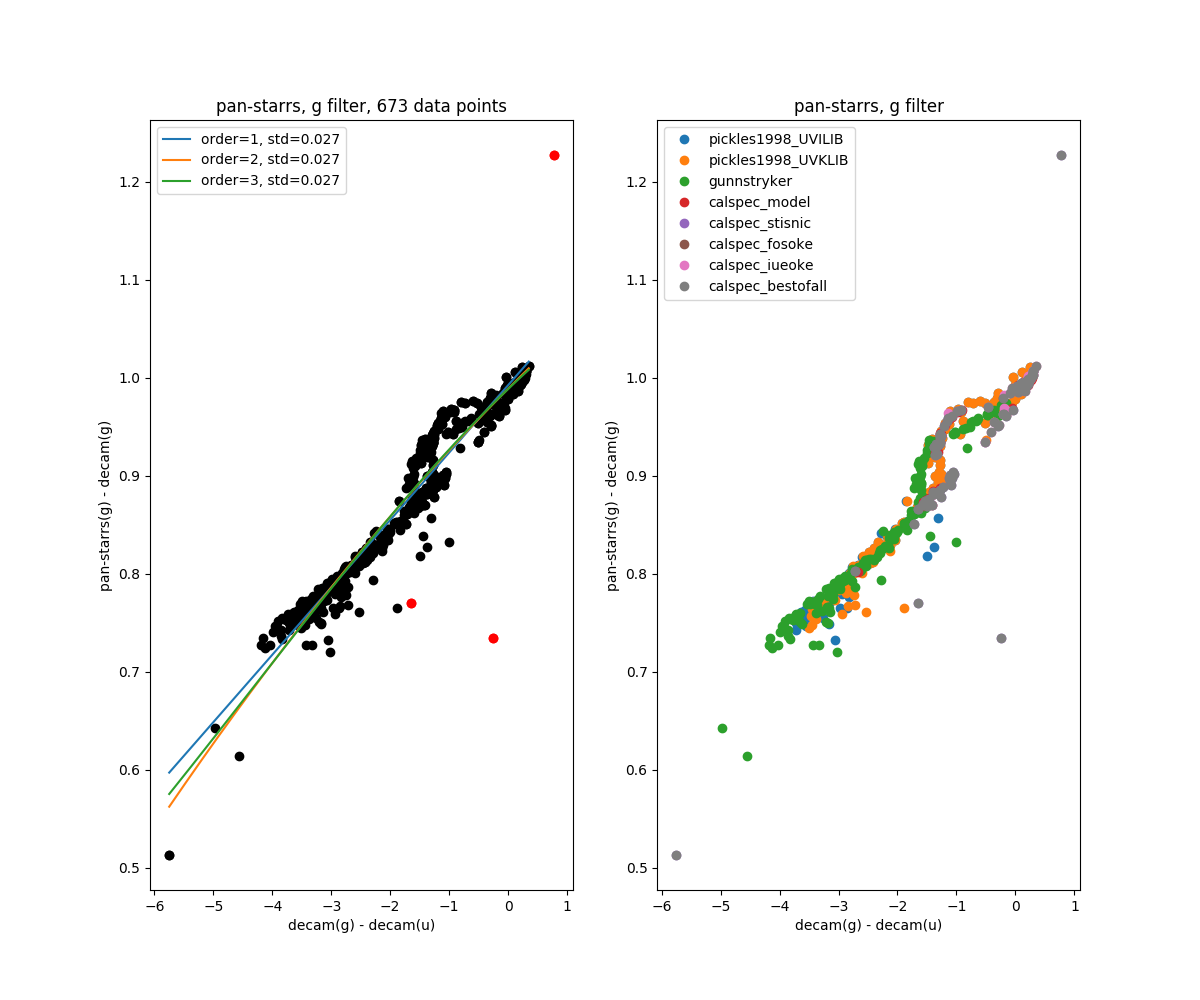 pan-starrs, g filter, 673 data points
order=1, std=0.027
order=2, std=0.027
order=3, std=0.027
1.2
1.1
1.0
0.9
0.8
0.7
0.6
0.5
pan-starrs(g) - decam(g)
−6 −5 −4 −3 −2 −1 0 1
decam(g) - decam(u)
pan-starrs, g filter
pickles1998_UVILIB
pickles1998_UVKLIB
gunnstryker
calspec_model
calspec_stisnic
calspec_fosoke
calspec_iueoke
calspec_bestofall
1.2
1.1
1.0
0.9
0.8
0.7
0.6
0.5
pan-starrs(g) - decam(g)
−6 −5 −4 −3 −2 −1 0 1
decam(g) - decam(u)